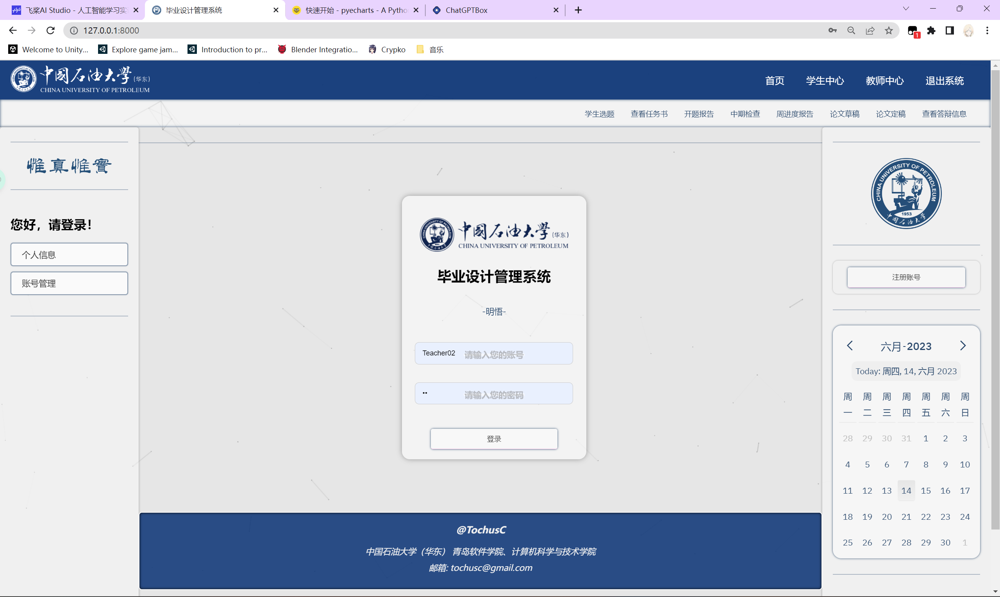 飞桨AI Studio - 人工智能学习实
毕业设计管理系统
快速开始 - pyecharts - A Pytho
ChatGPTBox
127.0.0.1:8000
1
Welcome to Unity...
Explore game jam...
Introduction to pr...
Blender Integratio...
Crypko
音乐
中國石油大學(华东)
CHINA UNIVERSITY OF PETROLEUM
首页
学生中心
教师中心
退出系统
学生选题
查看任务书
开题报告
中期检查
周进度报告
论文草稿
论文定稿
查看答辩信息
惟真惟實
您好，请登录！
个人信息
账号管理
中國石油大學(华东)
CHINA UNIVERSITY OF PETROLEUM
毕业设计管理系统
-明悟-
Teacher02
请输入您的账号
••
请输入您的密码
登录
CHINA UNIVERSITY OF PETROLEUM
1953
中國石油大學
注册账号
六月-2023
Today: 周四, 14, 六月 2023
周一 周二 周三 周四 周五 周六 周日
28 29 30 31 1 2 3
4 5 6 7 8 9 10
11 12 13 14 15 16 17
18 19 20 21 22 23 24
25 26 27 28 29 30 1
@TochusC
中国石油大学（华东） 青岛软件学院、计算机科学与技术学院
邮箱: tochusc@gmail.com